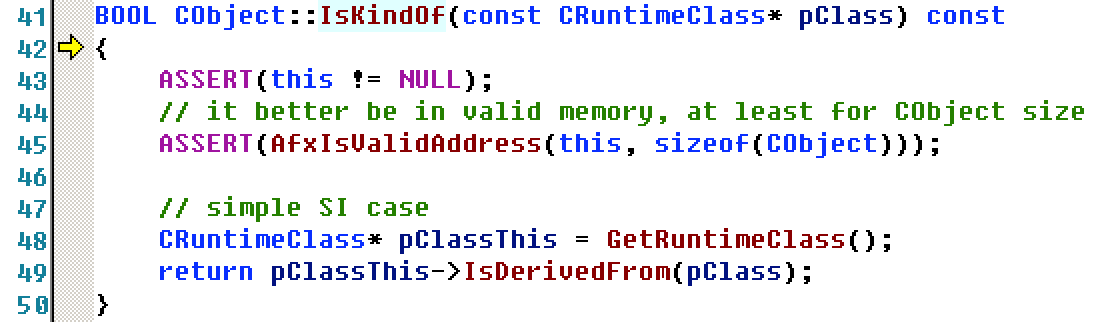 41 BOOL CObject::IsKindOf(const CRuntimeClass* pClass) const
42 {
43     ASSERT(this != NULL);
44     // it better be in valid memory, at least for CObject size
45     ASSERT(AfxIsValidAddress(this, sizeof(CObject)));
46
47     // simple SI case
48     CRuntimeClass* pClassThis = GetRuntimeClass();
49     return pClassThis->IsDerivedFrom(pClass);
50 }